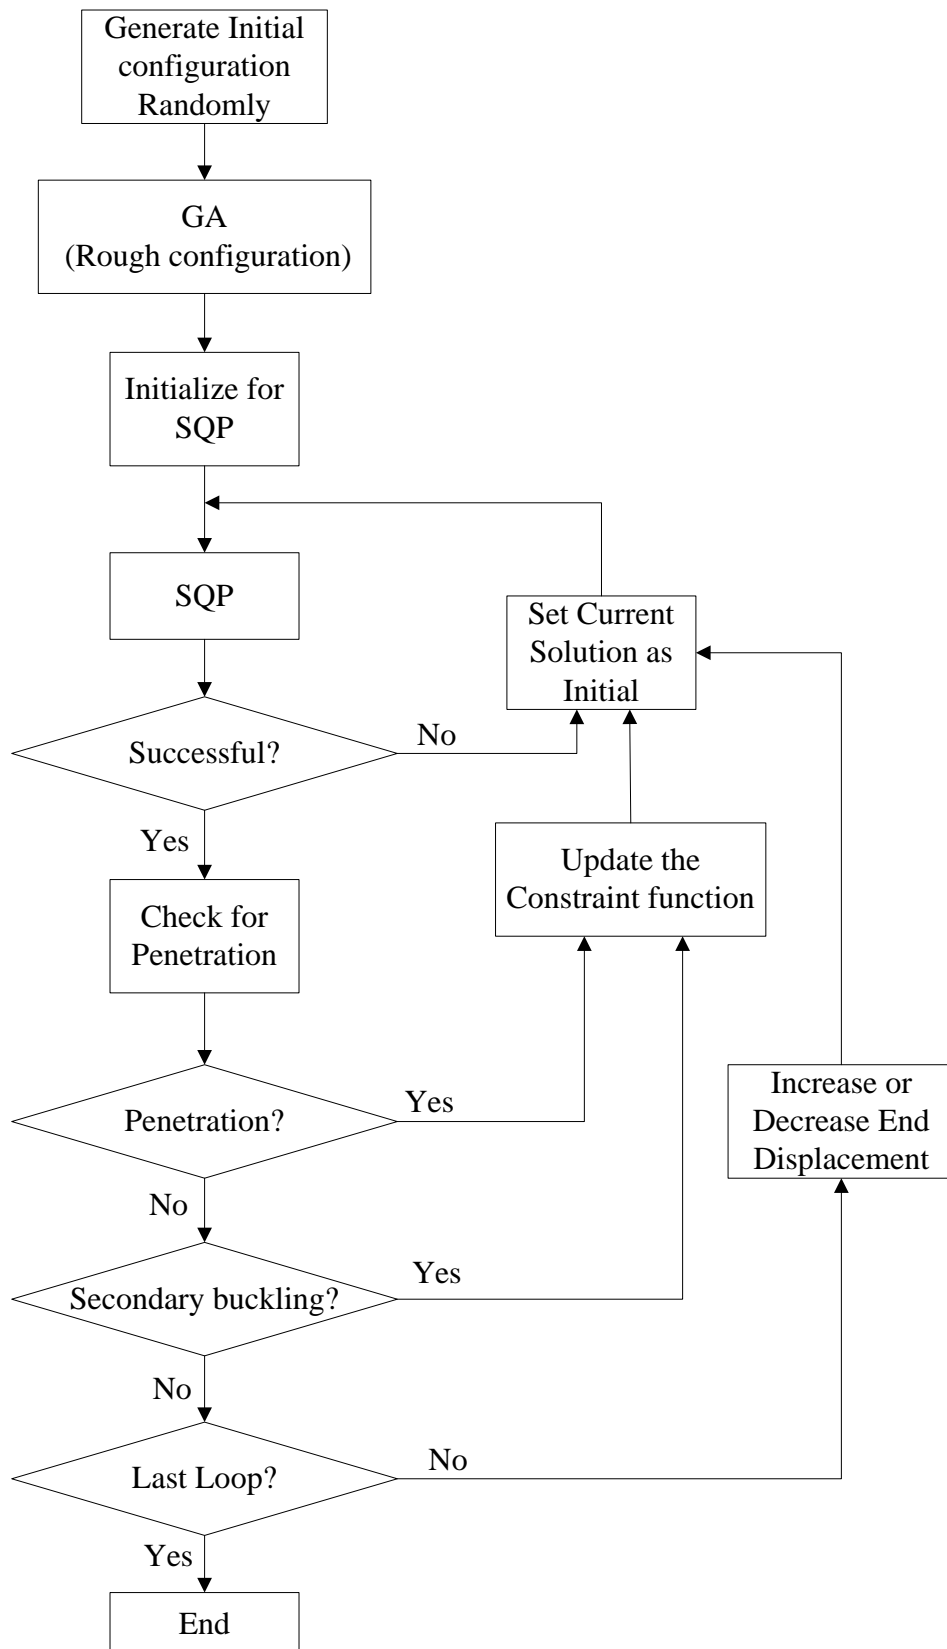 Generate Initial
configuration
Randomly
GA
(Rough configuration)
Initialize for
SQP
SQP
Set Current
Solution as
Initial
Successful?
No
Yes
Update the
Constraint function
Check for
Penetration
Penetration?
Yes
Increase or
Decrease End
Displacement
No
Secondary buckling?
Yes
No
Last Loop?
No
Yes
End